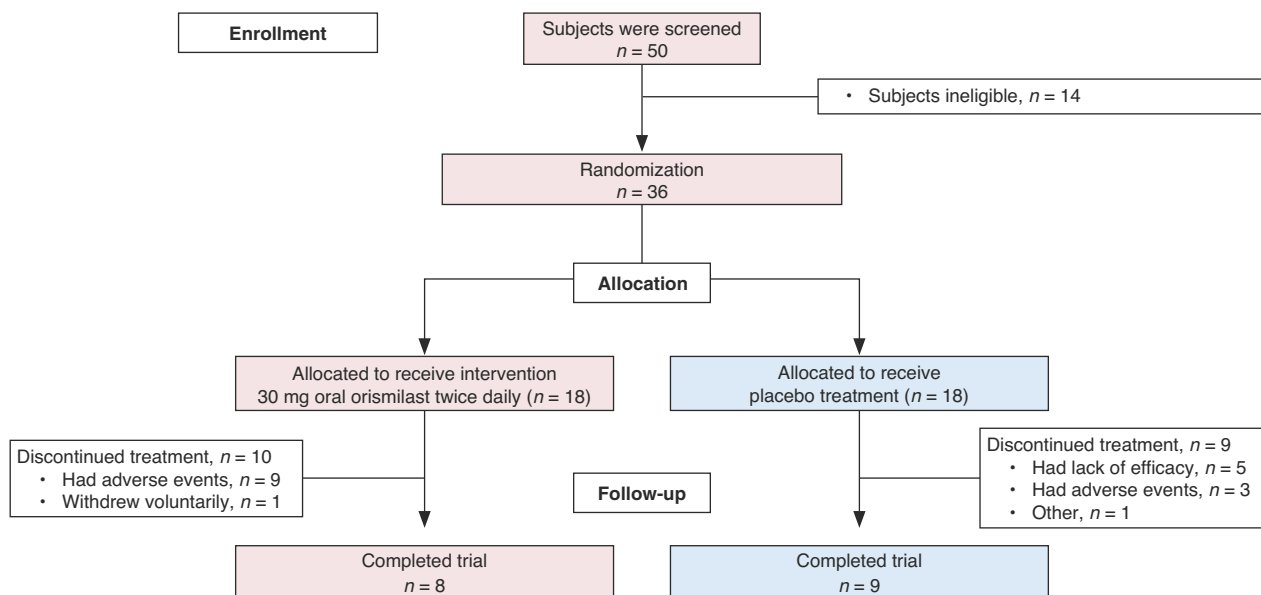 Enrollment
Subjects were screened
n = 50
• Subjects ineligible, n = 14
Randomization
n = 36
Allocation
Allocated to receive intervention
30 mg oral orismilast twice daily (n = 18)
Allocated to receive
placebo treatment (n = 18)
Discontinued treatment, n = 10
• Had adverse events, n = 9
• Withdrew voluntarily, n = 1
Follow-up
Discontinued treatment, n = 9
• Had lack of efficacy, n = 5
• Had adverse events, n = 3
• Other, n = 1
Completed trial
n = 8
Completed trial
n = 9